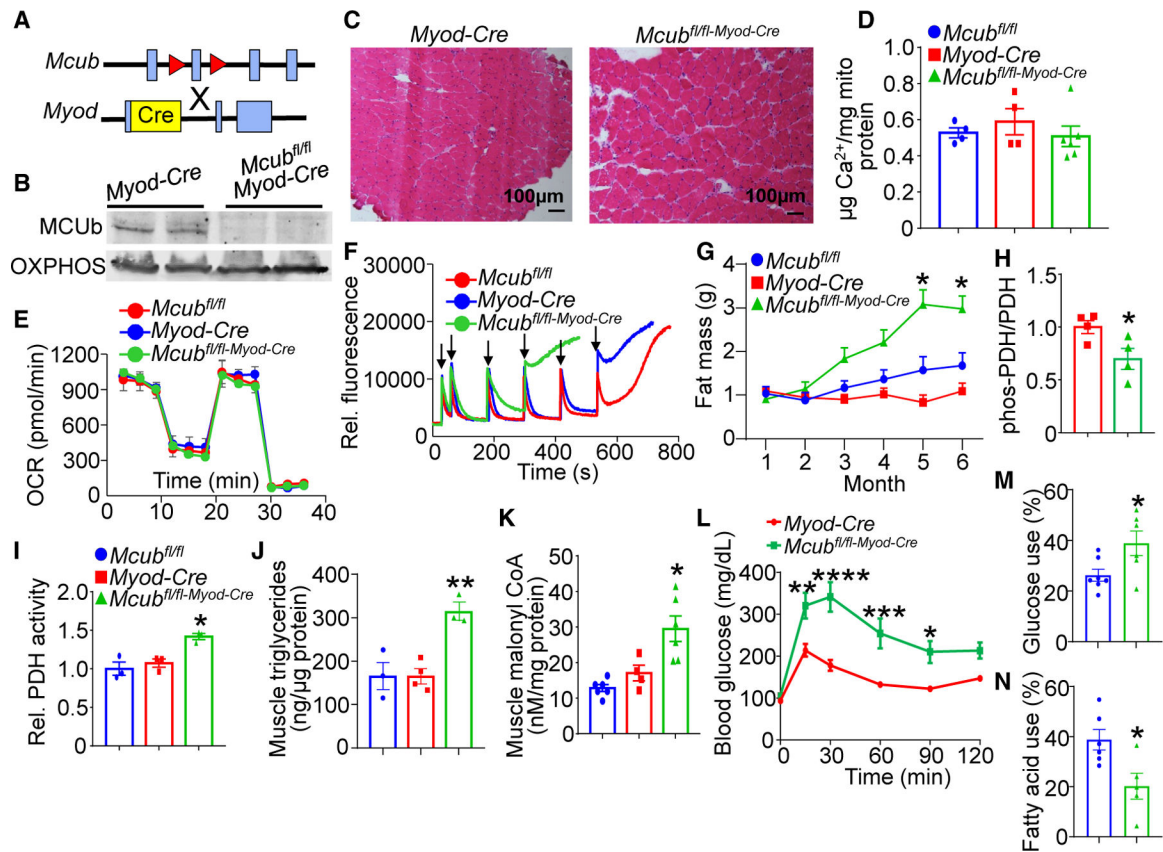 A
Mcub
Myod
Cre
X
B
Myod-Cre
Mcub^fl/fl
Myod-Cre
MCUb
OXPHOS
C
Myod-Cre
Mcub^fl/fl-Myod-Cre
100μm
100μm
D
Mcub^fl/fl
Myod-Cre
Mcub^fl/fl-Myod-Cre
μg Ca2+/mg mito
protein
1.0
0.8
0.6
0.4
0.2
0
E
Mcub^fl/fl
Myod-Cre
Mcub^fl/fl-Myod-Cre
OCR (pmol/min)
1200
900
600
300
0
Time (min)
0
10
20
30
40
F
Mcub^fl/fl
Myod-Cre
Mcub^fl/fl-Myod-Cre
Rel. fluorescence
30000
20000
10000
0
0
200
400
600
800
Time (s)
G
Mcub^fl/fl
Myod-Cre
Mcub^fl/fl-Myod-Cre
Fat mass (g)
4
3
2
1
0
* *
1
2
3
4
5
6
Month
H
phos-PDH/PDH
1.5
1.0
0.5
0
*
I
Mcub^fl/fl
Myod-Cre
Mcub^fl/fl-Myod-Cre
Rel. PDH activity
2.0
1.5
1.0
0.5
0
*
J
Muscle triglycerides
(ng/μg protein)
400
300
200
100
0
**
K
Muscle malonyl CoA
(nM/mg protein)
50
40
30
20
10
0
*
L
Myod-Cre
Mcub^fl/fl-Myod-Cre
Blood glucose (mg/dL)
400
300
200
100
0
** **** *** *
0
30
60
90
120
Time (min)
M
Glucose use (%)
60
40
20
0
*
N
Fatty acid use (%)
60
40
20
0
*